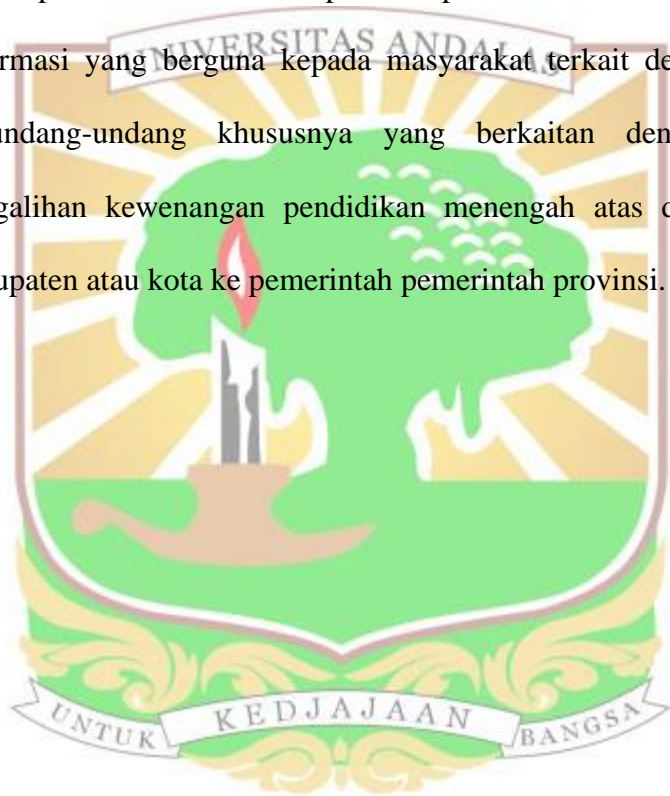 UNIVERSITAS ANDALAS
rmasi yang berguna kepada masyarakat terkait de
undang-undang khususnya yang berkaitan den
galihan kewenangan pendidikan menengah atas d
upaten atau kota ke pemerintah pemerintah provinsi.
UNTUK KEDJAJAAN BANGSA